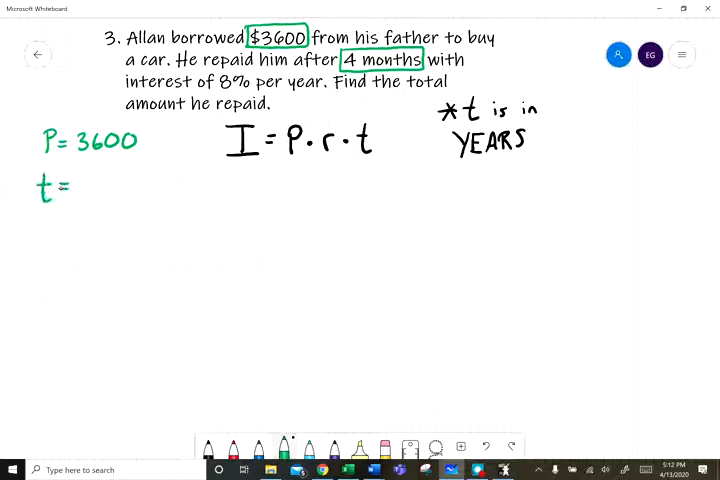 Microsoft Whiteboard
3. Allan borrowed $3600 from his father to buy
a car. He repaid him after 4 months with
interest of 8% per year. Find the total
amount he repaid.
EG
P = 3600
I = P · r · t
* t is in
YEARS
t =
Type here to search
5:12 PM
4/13/2020